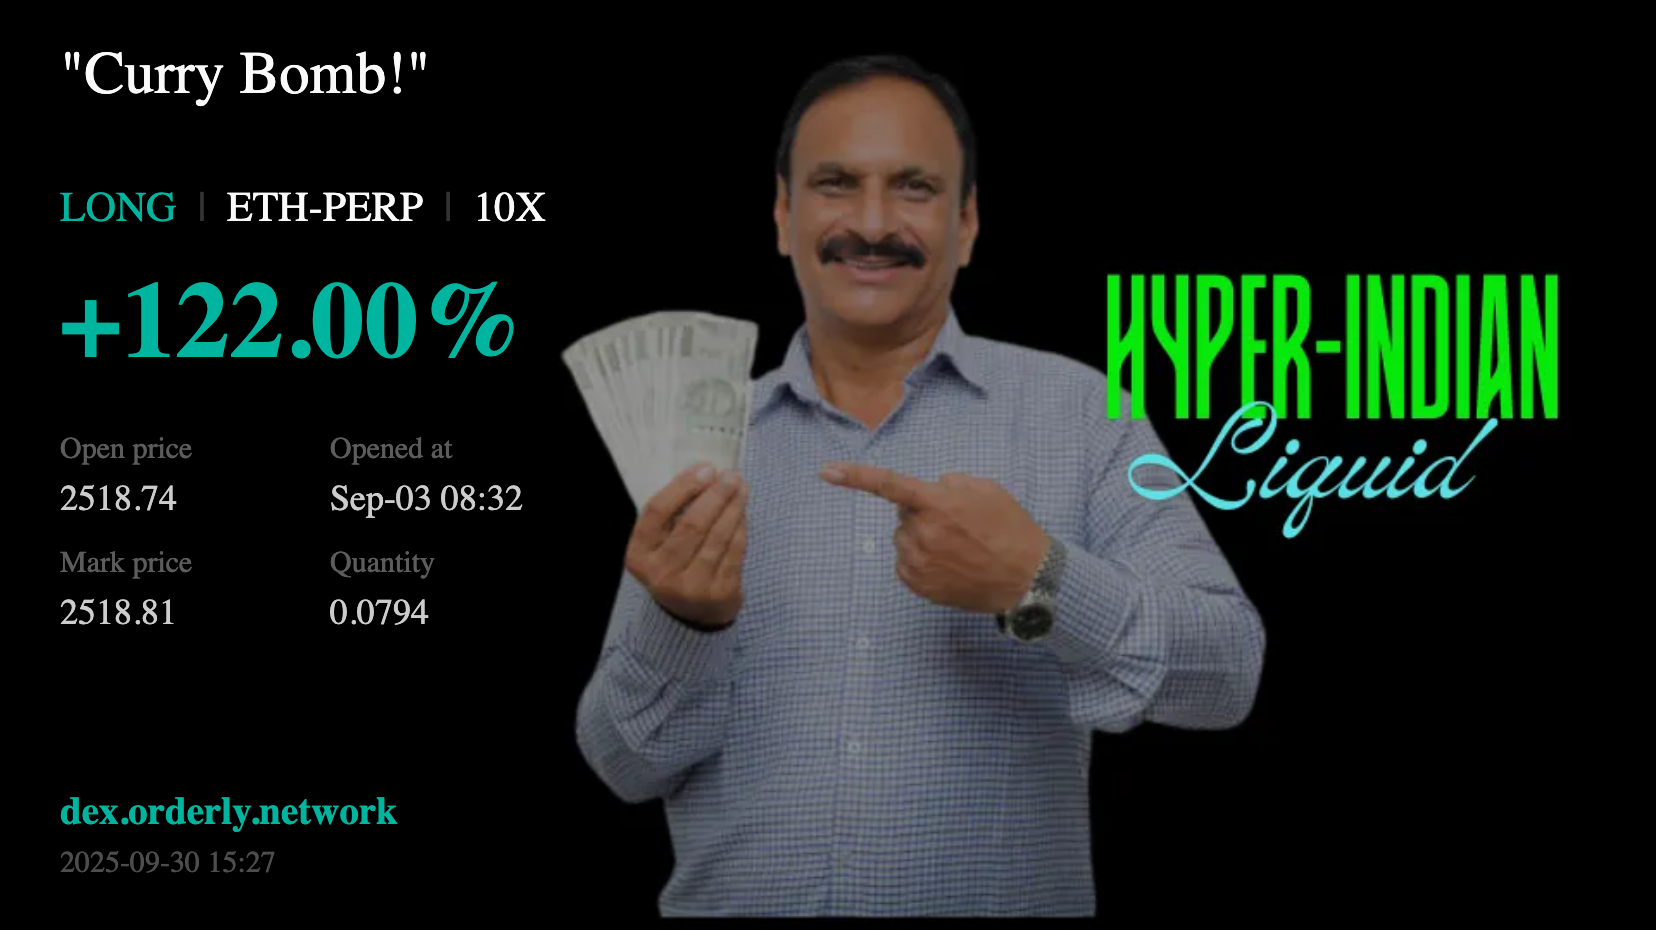 "Curry Bomb!"
LONG | ETH-PERP | 10X
+122.00%
Open price Opened at
2518.74 Sep-03 08:32
Mark price Quantity
2518.81 0.0794
dex.orderly.network
2025-09-30 15:27
HYPER-INDIAN
Liquid